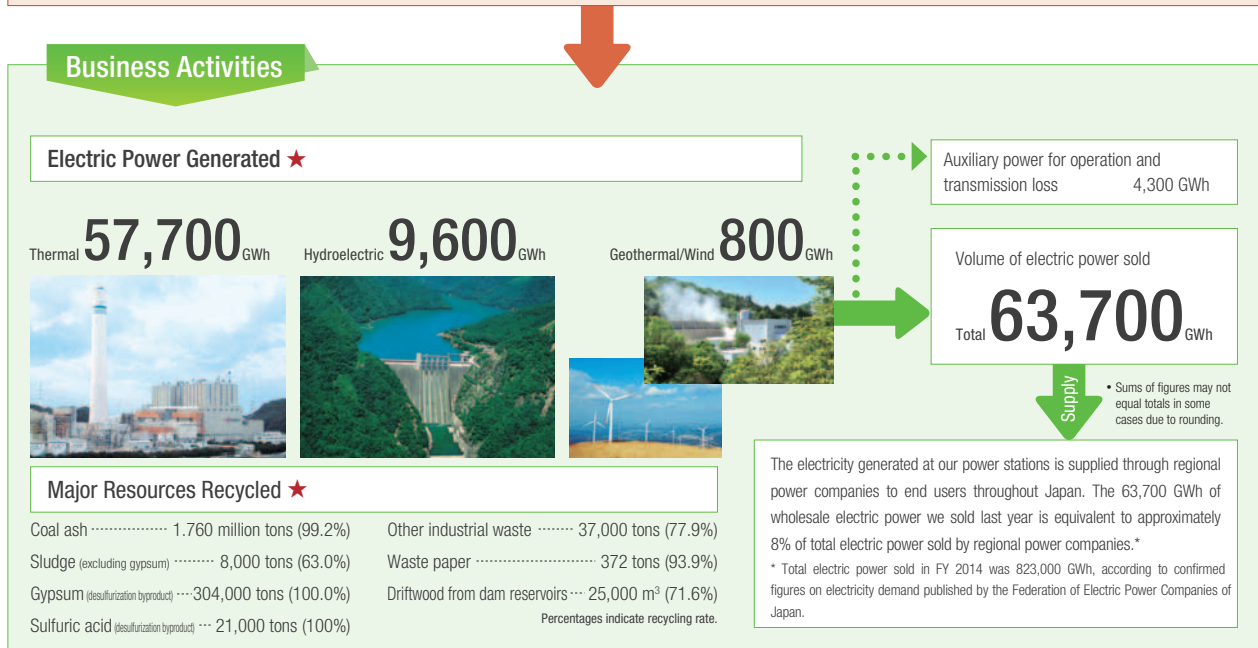 Business Activities
Electric Power Generated ★
Thermal 57,700 GWh
Hydroelectric 9,600 GWh
Geothermal/Wind 800 GWh
Auxiliary power for operation and
transmission loss 4,300 GWh
Volume of electric power sold
Total 63,700 GWh
Supply
• Sums of figures may not
equal totals in some
cases due to rounding.
The electricity generated at our power stations is supplied through regional
power companies to end users throughout Japan. The 63,700 GWh of
wholesale electric power we sold last year is equivalent to approximately
8% of total electric power sold by regional power companies.*
* Total electric power sold in FY 2014 was 823,000 GWh, according to confirmed
figures on electricity demand published by the Federation of Electric Power Companies of
Japan.
Major Resources Recycled ★
Coal ash ·············· 1.760 million tons (99.2%)
Sludge (excluding gypsum) ········ 8,000 tons (63.0%)
Gypsum (desulfurization byproduct) ··· 304,000 tons (100.0%)
Sulfuric acid (desulfurization byproduct) ··· 21,000 tons (100%)
Other industrial waste ········ 37,000 tons (77.9%)
Waste paper ···················· 372 tons (93.9%)
Driftwood from dam reservoirs ··· 25,000 m³ (71.6%)
Percentages indicate recycling rate.